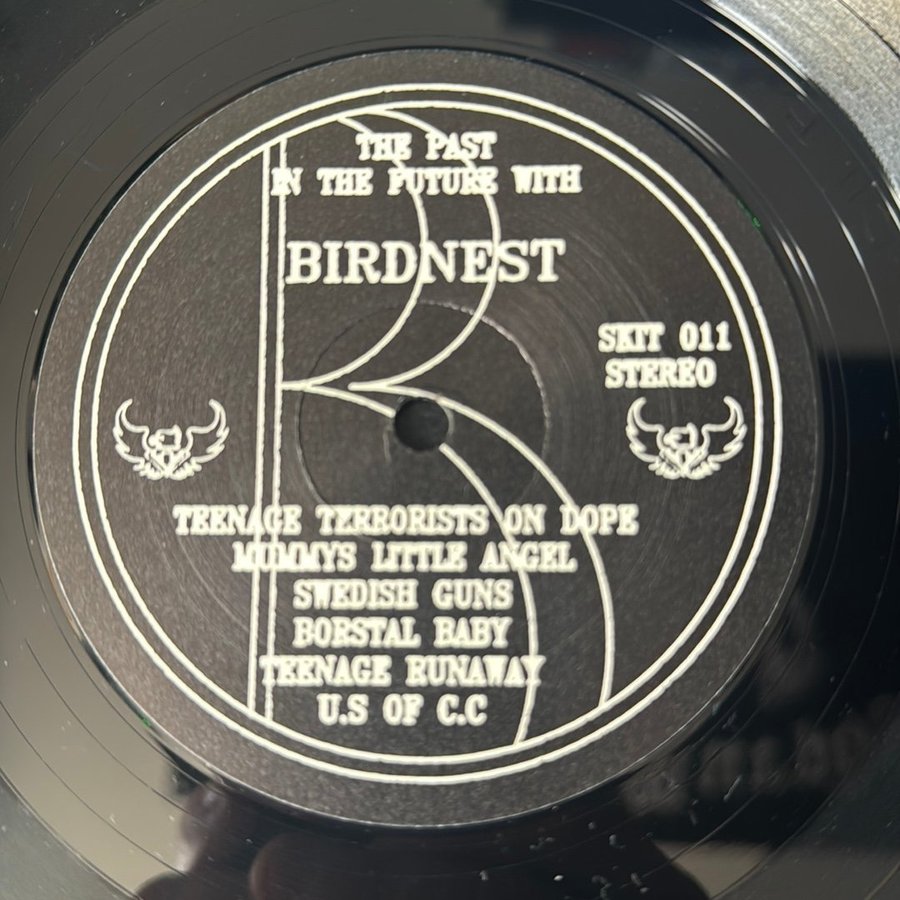 THE PAST
IN THE FUTURE WITH
BIRDNEST
SKIT 011
STEREO
TEENAGE TERRORISTS ON DOPE
MUMMYS LITTLE ANGEL
SWEDISH GUNS
BORSTAL BABY
TEENAGE RUNAWAY
U.S OF C.C